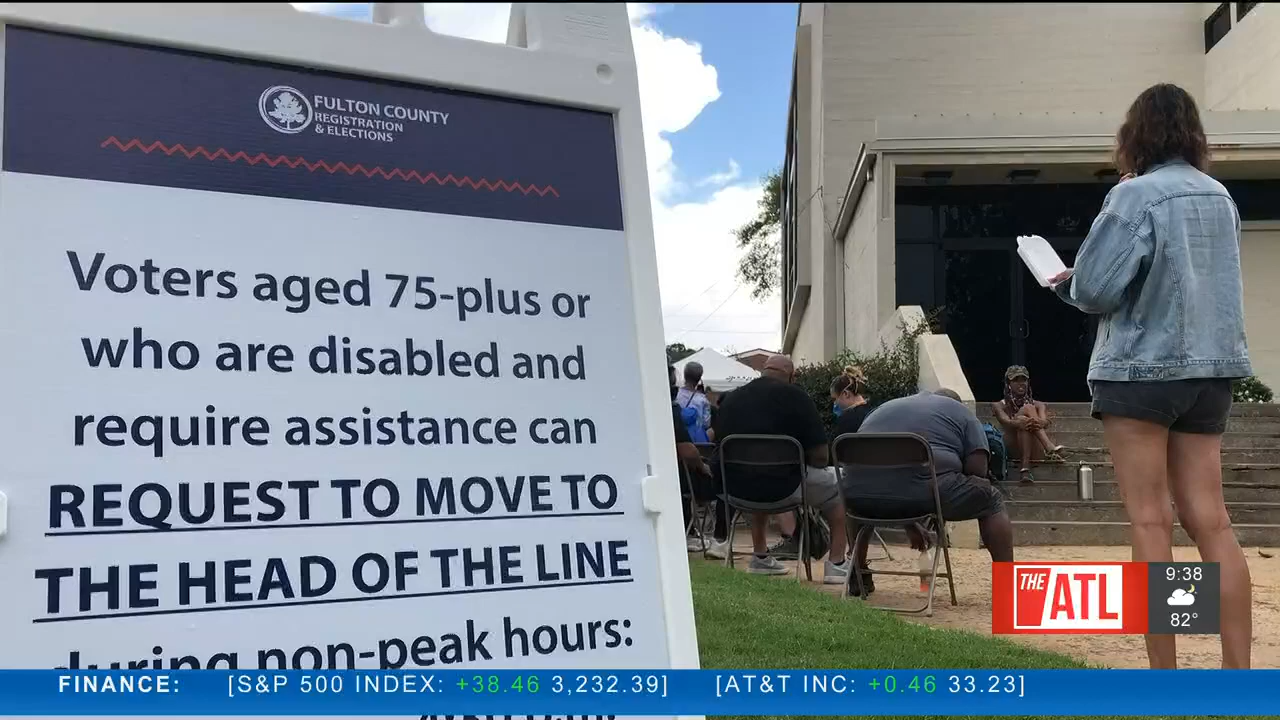 FULTON COUNTY
REGISTRATION
& ELECTIONS
Voters aged 75-plus or
who are disabled and
require assistance can
REQUEST TO MOVE TO
THE HEAD OF THE LINE
during non-peak hours:
THE ATL
9:38
82°
FINANCE: [S&P 500 INDEX: +38.46 3,232.39] [AT&T INC: +0.46 33.23]